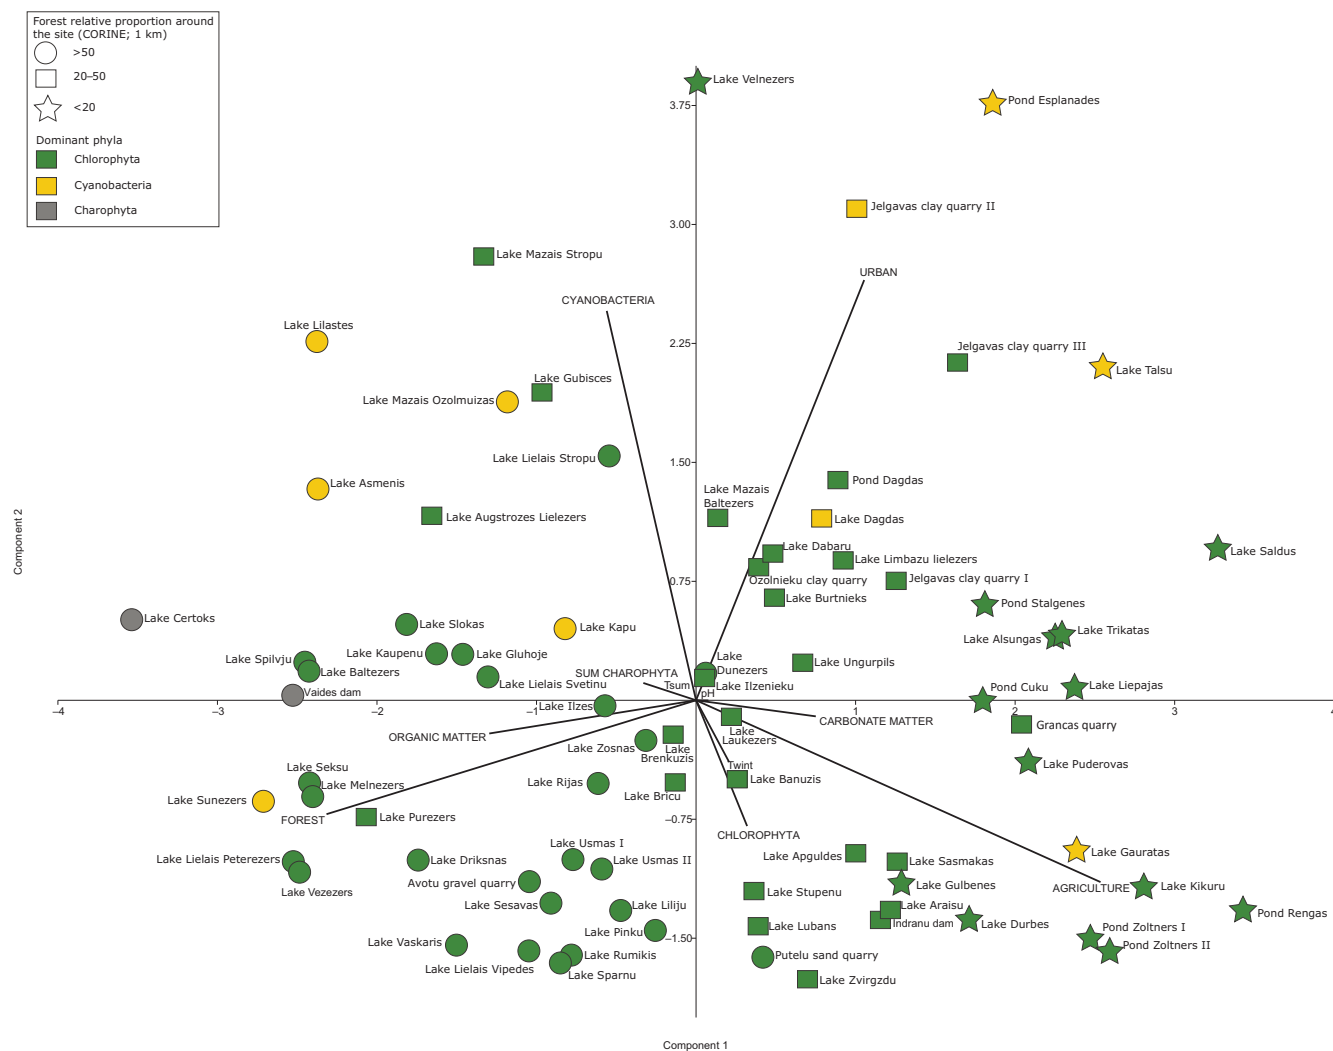 Forest relative proportion around
the site (CORINE; 1 km)
>50
20–50
<20
Dominant phyla
Chlorophyta
Cyanobacteria
Charophyta
Lake Velnezers
3.75
Pond Esplanades
Jelgavas clay quarry II
3.00
Lake Mazais Stropu
URBAN
CYANOBACTERIA
Lake Lilastes
2.25
Jelgavas clay quarry III
Lake Talsu
Lake Gubisces
Lake Mazais Ozolmuizas
Lake Lielais Stropu
1.50
Pond Dagdas
Lake Asmenis
Lake Mazais
Baltezers
Lake Augstrozes Lielezers
Lake Dagdas
Component 2
Lake Dabaru
Lake Limbazu lielezers
Lake Saldus
0.75
Ozolnieku clay quarry
Jelgavas clay quarry I
Lake Burtnieks
Pond Stalgenes
Lake Certoks
Lake Slokas
Lake Kapu
Lake Alsungas
Lake Trikatas
Lake Spilvju
Lake Kaupenu
Lake Gluhoje
Lake
Dunezers
Lake Ungurpils
Lake Baltezers
SUM CHAROPHYTA
Lake Lielais Svetinu
Tsum
Lake Ilzenieku
Pond Cuku
Lake Liepajas
Vaides dam
pH
–4
–3
–2
–1
1
2
3
4
Lake Ilzes
CARBONATE MATTER
Grancas quarry
ORGANIC MATTER
Lake
Laukezers
Lake Zosnas
Lake
Brenkuzis
Lake Puderovas
Lake Seksu
Twint
Lake Melnezers
Lake Rijas
Lake Bricu
Lake Banuzis
Lake Sunezers
FOREST
Lake Purezers
–0.75
CHLOROPHYTA
Lake Usmas I
Lake Gauratas
Lake Lielais Peterezers
Lake Driksnas
Lake Usmas II
Lake Apguldes
Lake Sasmakas
Lake Vezezers
Avotu gravel quarry
Lake Stupenu
Lake Gulbenes
AGRICULTURE
Lake Kikuru
Lake Sesavas
Lake Liliju
Lake Araisu
Pond Rengas
Lake Pinku
–1.50
Lake Lubans
Indranu dam
Lake Durbes
Pond Zoltners I
Lake Vaskaris
Pond Zoltners II
Lake Lielais Vipedes
Lake Rumikis
Putelu sand quarry
Lake Sparnu
Lake Zvirgzdu
Component 1